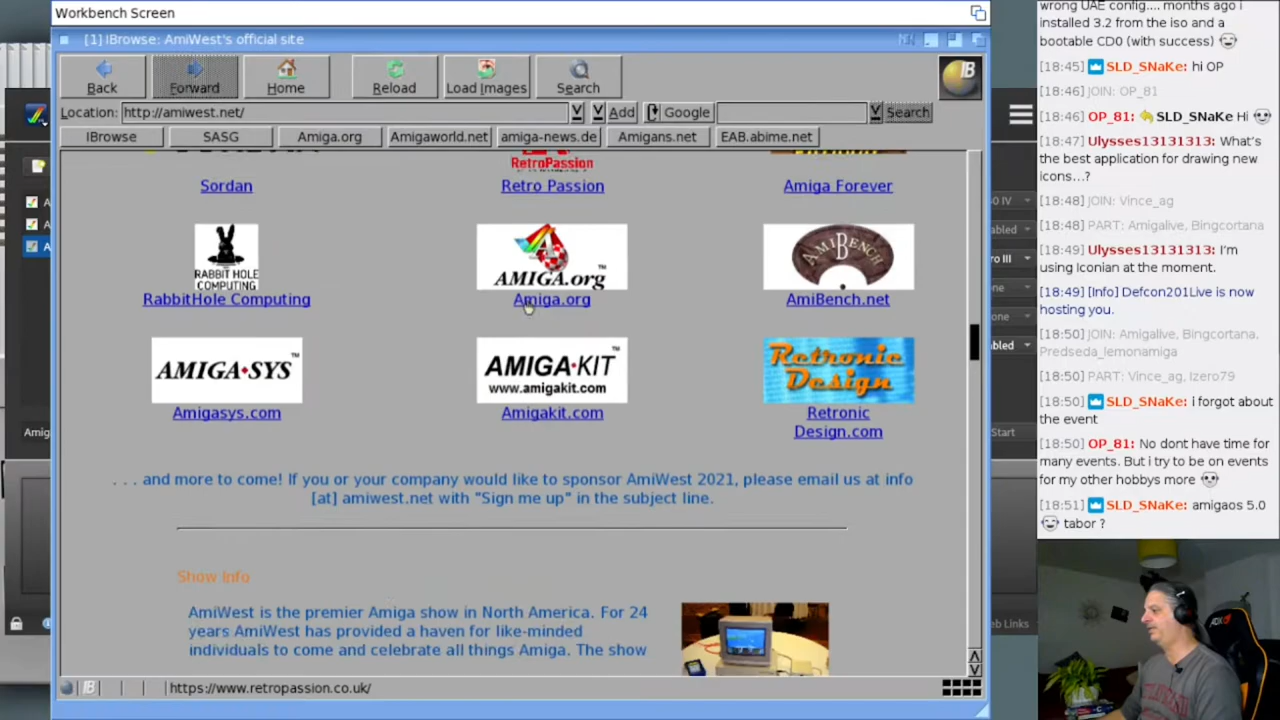 Workbench Screen
[1] IBrowse: AmiWest's official site
Back
Forward
Home
Reload
Load Images
Search
Location: http://amiwest.net/
Add
Google
Search
IBrowse
SASG
Amiga.org
Amigaworld.net
amiga-news.de
Amigans.net
EAB.abime.net
RetroPassion
Sordan
Retro Passion
Amiga Forever
RABBIT HOLE
COMPUTING
AMIGA.org™
AMIBENCH
RabbitHole Computing
Amiga.org
AmiBench.net
AMIGA-SYS™
AMIGA·KIT™
www.amigakit.com
Retronic
Design
Amigasys.com
Amigakit.com
Retronic
Design.com
. . . and more to come! If you or your company would like to sponsor AmiWest 2021, please email us at info
[at] amiwest.net with "Sign me up" in the subject line.
Show Info
AmiWest is the premier Amiga show in North America. For 24
years AmiWest has provided a haven for like-minded
individuals to come and celebrate all things Amiga. The show
https://www.retropassion.co.uk/
wrong UAE config.... months ago i
installed 3.2 from the iso and a
bootable CD0 (with success)
[18:45] SLD_SNaKe: hi OP
[18:46] JOIN: OP_81
[18:46] OP_81: SLD_SNaKe Hi
[18:47] Ulysses13131313: What's
the best application for drawing new
icons...?
[18:48] JOIN: Vince_ag
[18:48] PART: Amigalive, Bingcortana
[18:49] Ulysses13131313: I'm
using Iconian at the moment.
[18:49] [Info] Defcon201Live is now
hosting you.
[18:50] JOIN: Amigalive, Bingcortana,
Predseda_lemonamiga
[18:50] PART: Vince_ag, Izero79
[18:50] SLD_SNaKe: i forgot about
the event
[18:50] OP_81: No dont have time for
many events. But i try to be on events
for my other hobbys more
[18:51] SLD_SNaKe: amigaos 5.0
tabor ?
Amig
Start
eb Links